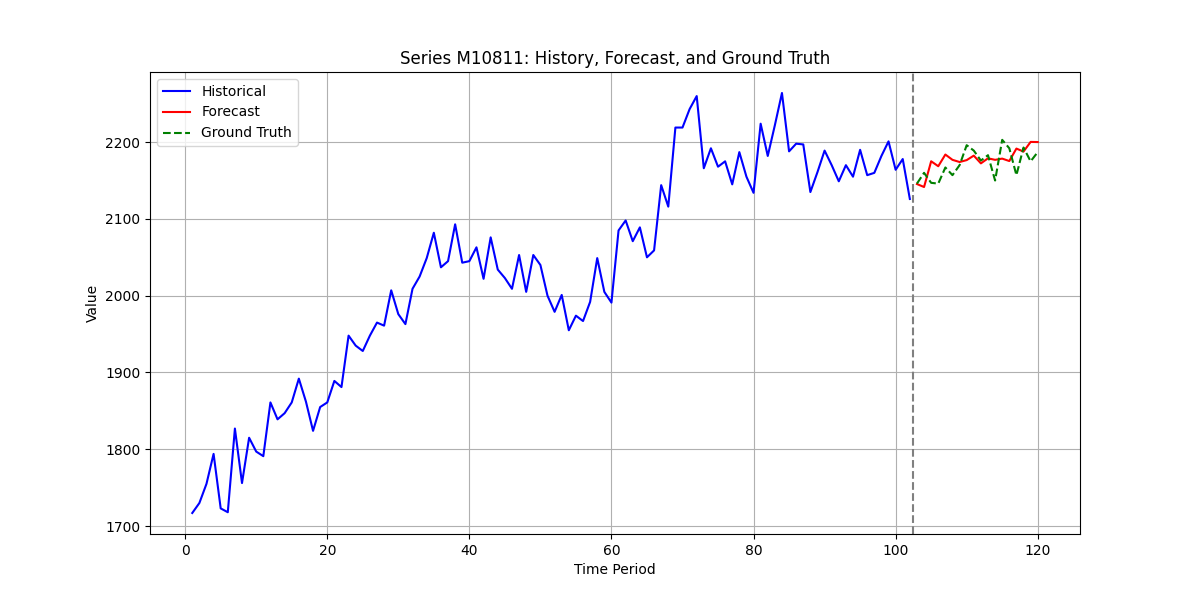 Series M10811: History, Forecast, and Ground Truth
Historical
Forecast
Ground Truth
Value
2200
2100
2000
1900
1800
1700
0 20 40 60 80 100 120
Time Period